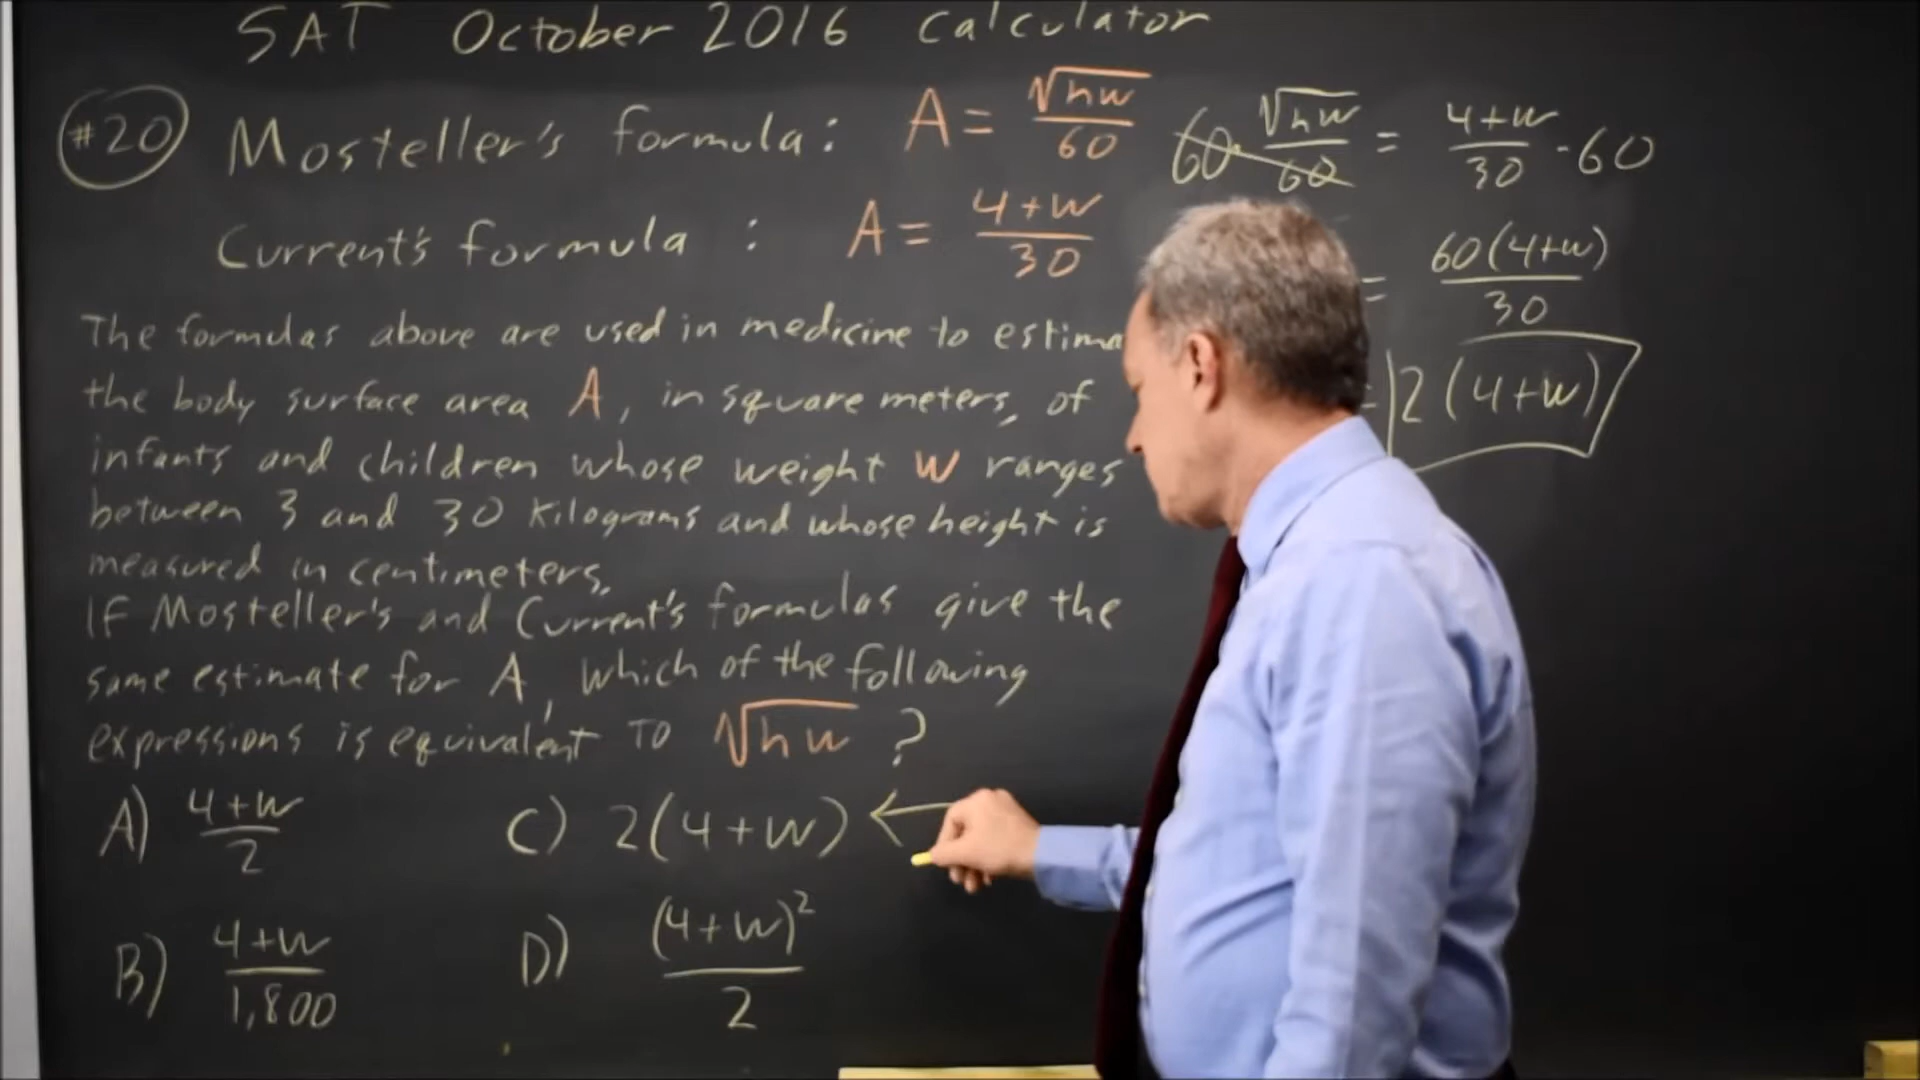 SAT October 2016 Calculator
#20 Mosteller's formula: A = √hw / 60
Current's formula : A = 4+w / 30
The formulas above are used in medicine to
the body surface area A, in square meters, of
infants and children whose weight w ranges
between 3 and 30 kilograms and whose height is
measured in centimeters.
If Mosteller's and Current's formulas give the
same estimate for A, which of the following
expressions is equivalent to √hw ?
A) 4+w / 2
B) 4+w / 1,800
C) 2(4+w) ←
D) (4+w)² / 2
60 · √hw / 60 = 4+w / 30 · 60
= 60(4+w) / 30
= 2(4+w)